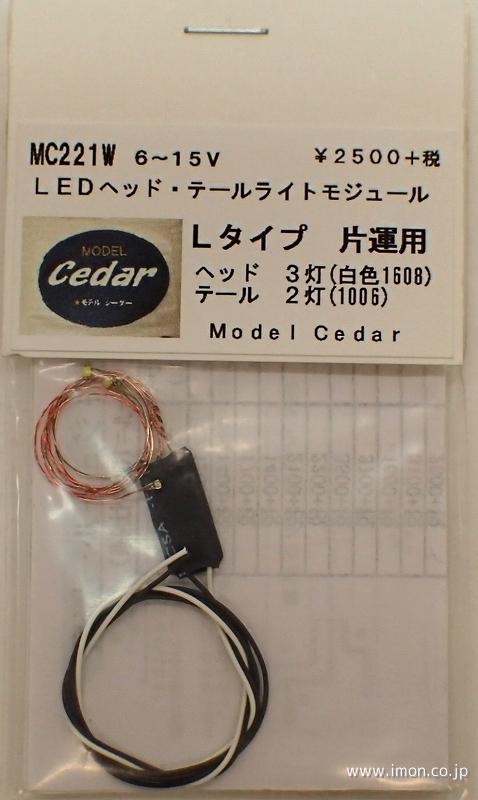 MC221W 6～15V ￥2500+税
LEDヘッド・テールライトモジュール
MODEL
Cedar
★モデル シーダー
Lタイプ 片運用
ヘッド 3灯(白色1608)
テール 2灯(1006)
Model Cedar
www.imon.co.jp